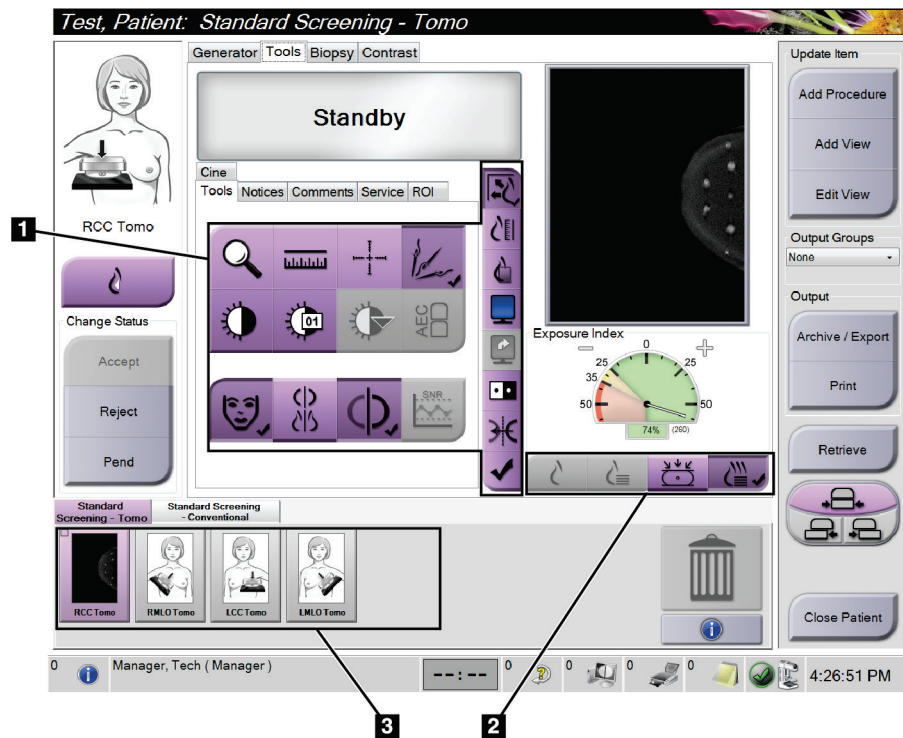 Test, Patient: Standard Screening - Tomo
Generator Tools Biopsy Contrast
Update Item
Add Procedure
Add View
Edit View
Standby
Cine
Tools Notices Comments Service ROI
RCC Tomo
1
01
AEC
SNR
Change Status
Accept
Reject
Pend
Output Groups
None
Output
Archive / Export
Print
Exposure Index
0
25 25
35
50 50
74% (260)
Retrieve
Standard Screening - Tomo
Standard Screening - Conventional
RCC Tomo RMLO Tomo LCC Tomo LMLO Tomo
Close Patient
0 Manager, Tech ( Manager ) --:-- 0 0 0 0 4:26:51 PM
3 2